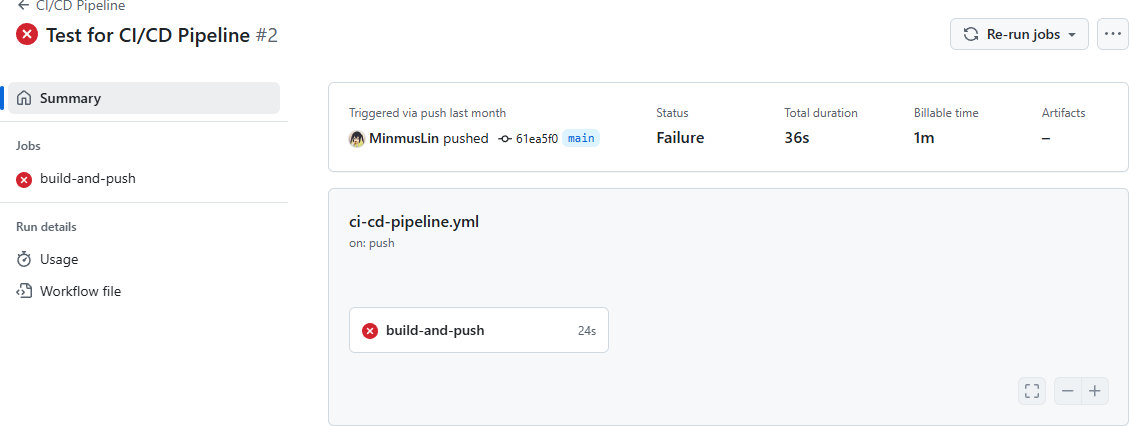 CI/CD Pipeline
Test for CI/CD Pipeline #2
Re-run jobs
Summary
Jobs
build-and-push
Run details
Usage
Workflow file
Triggered via push last month
MinmusLin pushed 61ea5f0 main
Status
Failure
Total duration
36s
Billable time
1m
Artifacts
–
ci-cd-pipeline.yml
on: push
build-and-push 24s